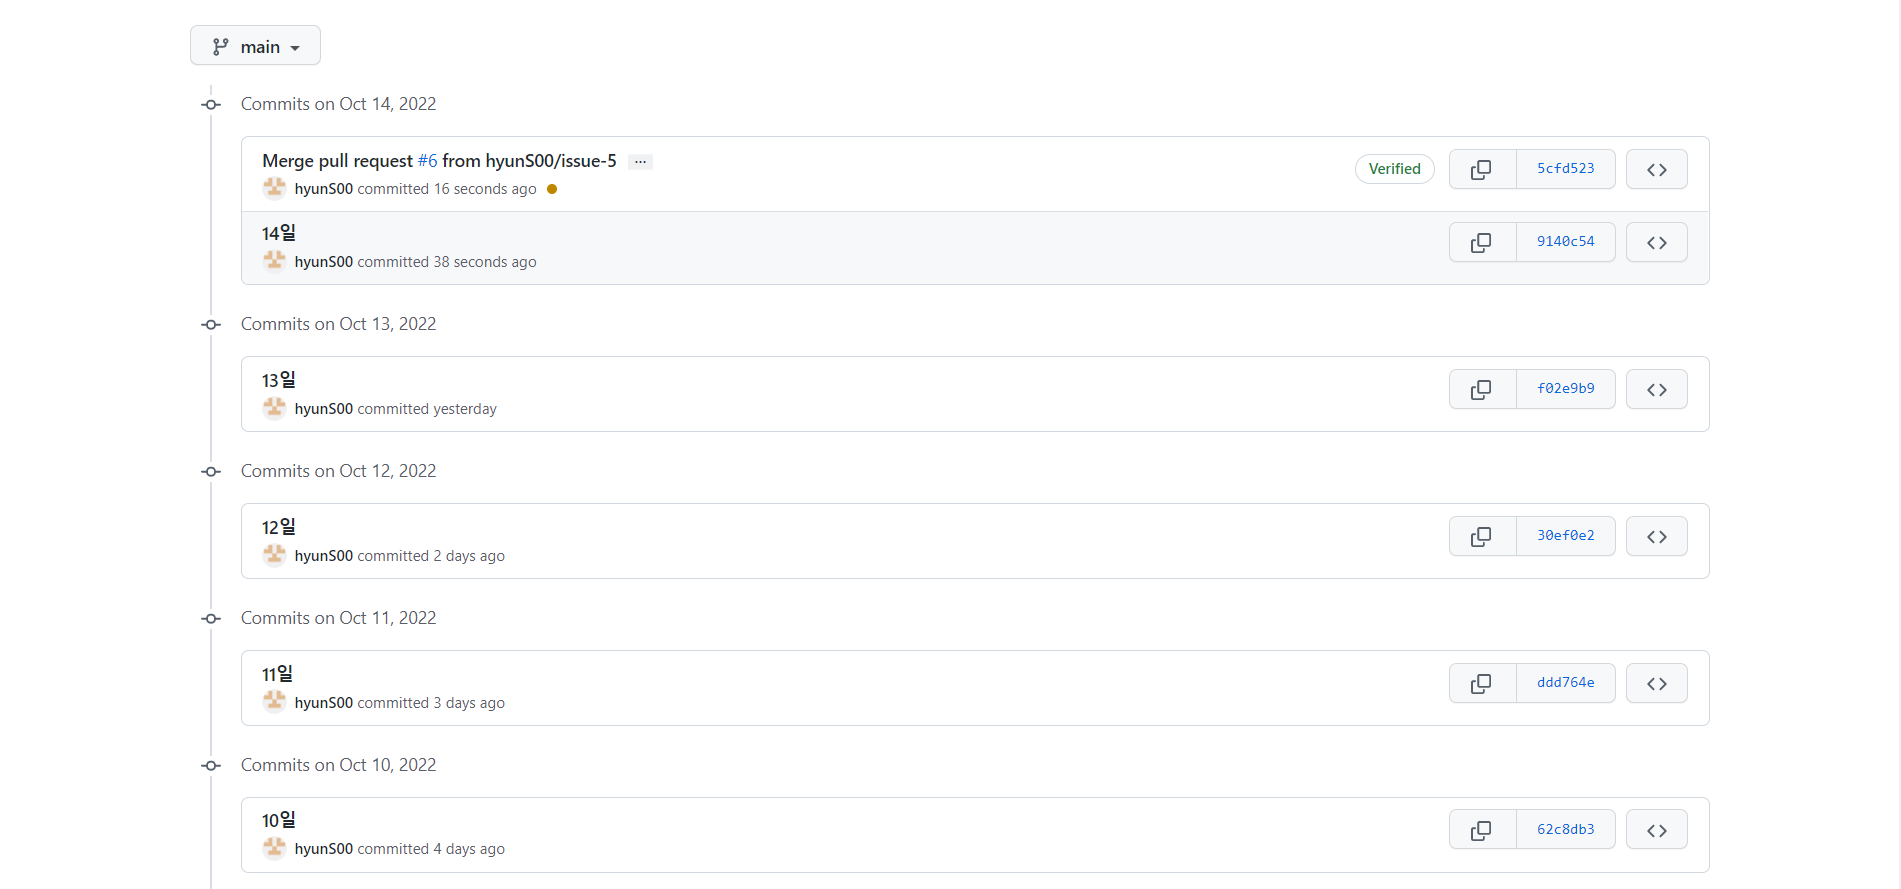 main
Commits on Oct 14, 2022
Merge pull request #6 from hyunS00/issue-5 ...
hyunS00 committed 16 seconds ago
Verified
5cfd523
14일
hyunS00 committed 38 seconds ago
9140c54
Commits on Oct 13, 2022
13일
hyunS00 committed yesterday
f02e9b9
Commits on Oct 12, 2022
12일
hyunS00 committed 2 days ago
30ef0e2
Commits on Oct 11, 2022
11일
hyunS00 committed 3 days ago
ddd764e
Commits on Oct 10, 2022
10일
hyunS00 committed 4 days ago
62c8db3